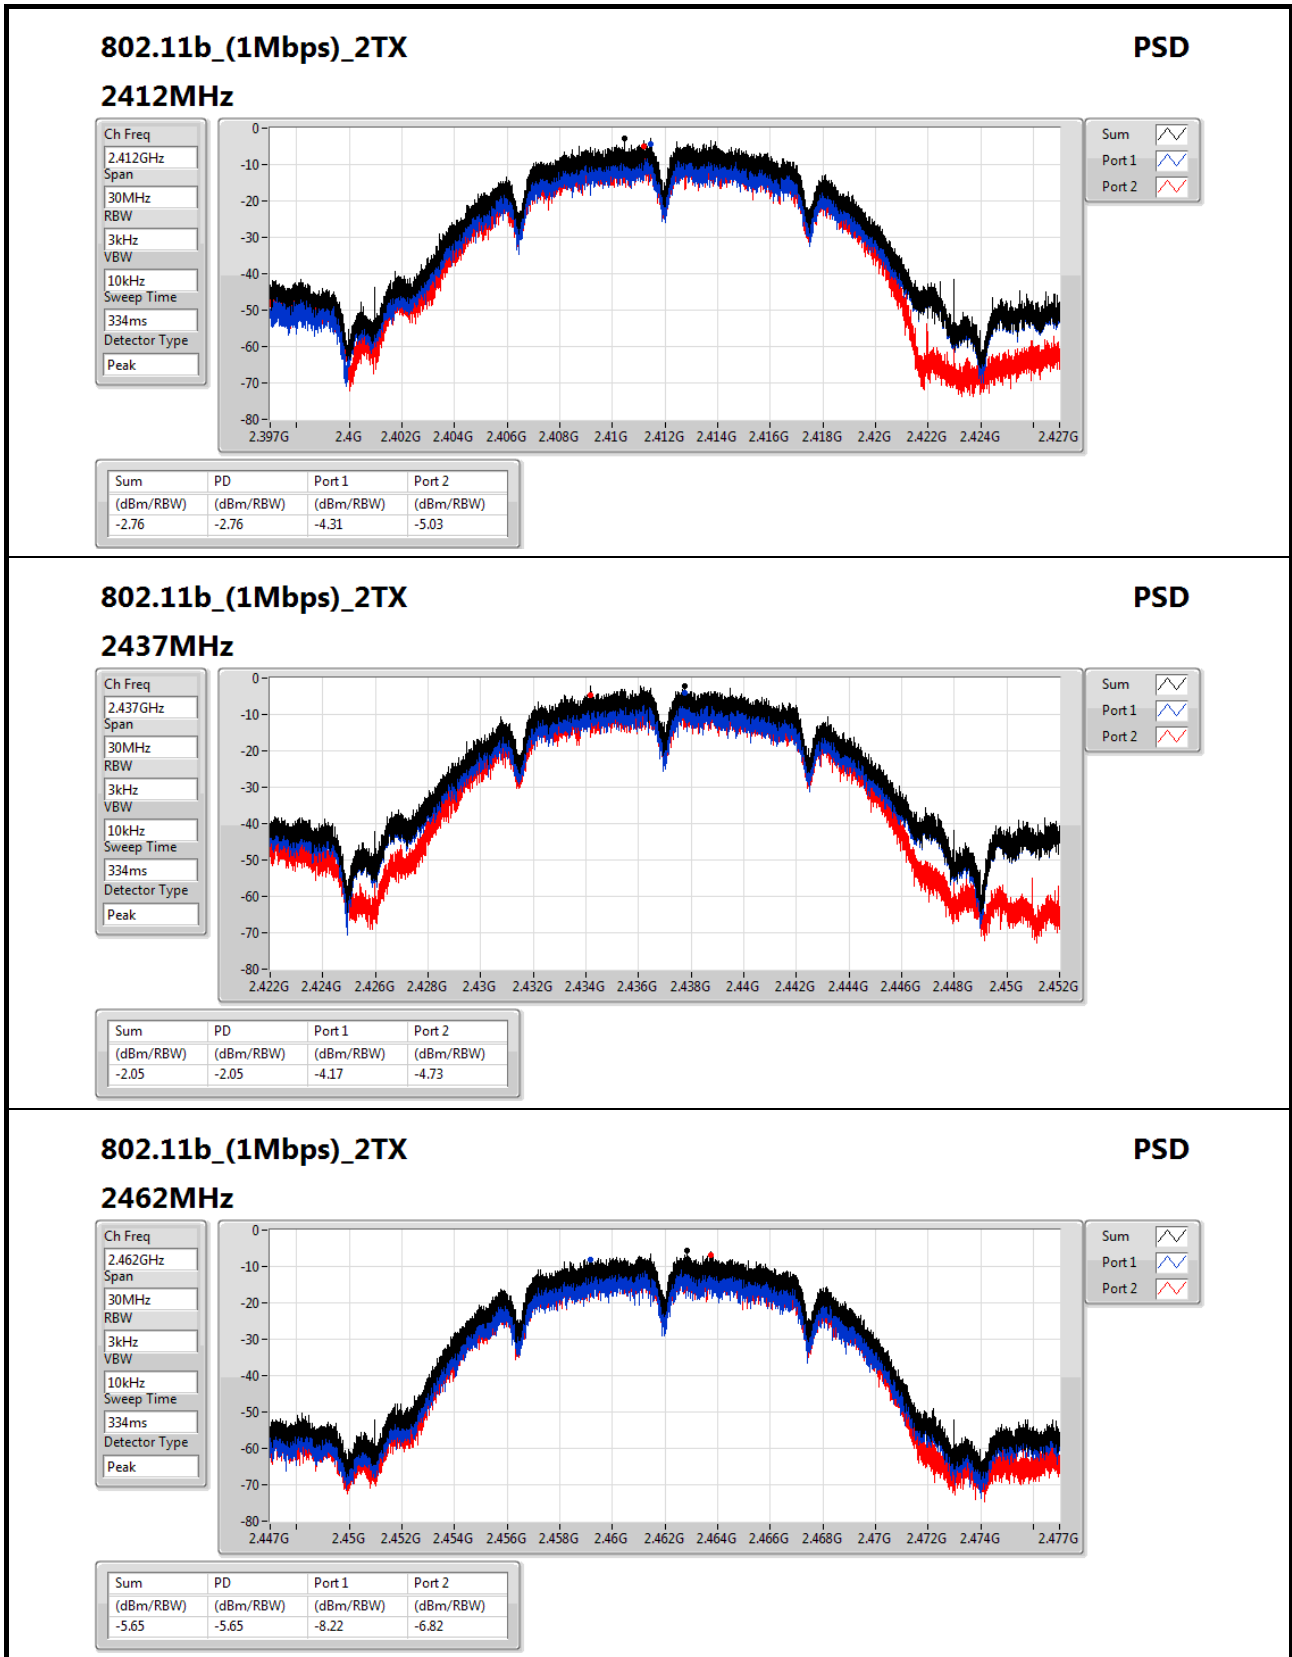 802.11b_(1Mbps)_2TX PSD
2412MHz
Ch Freq
2.412GHz
Span
30MHz
RBW
3kHz
VBW
10kHz
Sweep Time
334ms
Detector Type
Peak
0
-10
-20
-30
-40
-50
-60
-70
-80
2.397G 2.4G 2.402G 2.404G 2.406G 2.408G 2.41G 2.412G 2.414G 2.416G 2.418G 2.42G 2.422G 2.424G 2.427G
Sum
Port 1
Port 2
Sum PD Port 1 Port 2
(dBm/RBW) (dBm/RBW) (dBm/RBW) (dBm/RBW)
-2.76 -2.76 -4.31 -5.03
802.11b_(1Mbps)_2TX PSD
2437MHz
Ch Freq
2.437GHz
Span
30MHz
RBW
3kHz
VBW
10kHz
Sweep Time
334ms
Detector Type
Peak
0
-10
-20
-30
-40
-50
-60
-70
-80
2.422G 2.424G 2.426G 2.428G 2.43G 2.432G 2.434G 2.436G 2.438G 2.44G 2.442G 2.444G 2.446G 2.448G 2.45G 2.452G
Sum
Port 1
Port 2
Sum PD Port 1 Port 2
(dBm/RBW) (dBm/RBW) (dBm/RBW) (dBm/RBW)
-2.05 -2.05 -4.17 -4.73
802.11b_(1Mbps)_2TX PSD
2462MHz
Ch Freq
2.462GHz
Span
30MHz
RBW
3kHz
VBW
10kHz
Sweep Time
334ms
Detector Type
Peak
0
-10
-20
-30
-40
-50
-60
-70
-80
2.447G 2.45G 2.452G 2.454G 2.456G 2.458G 2.46G 2.462G 2.464G 2.466G 2.468G 2.47G 2.472G 2.474G 2.477G
Sum
Port 1
Port 2
Sum PD Port 1 Port 2
(dBm/RBW) (dBm/RBW) (dBm/RBW) (dBm/RBW)
-5.65 -5.65 -8.22 -6.82